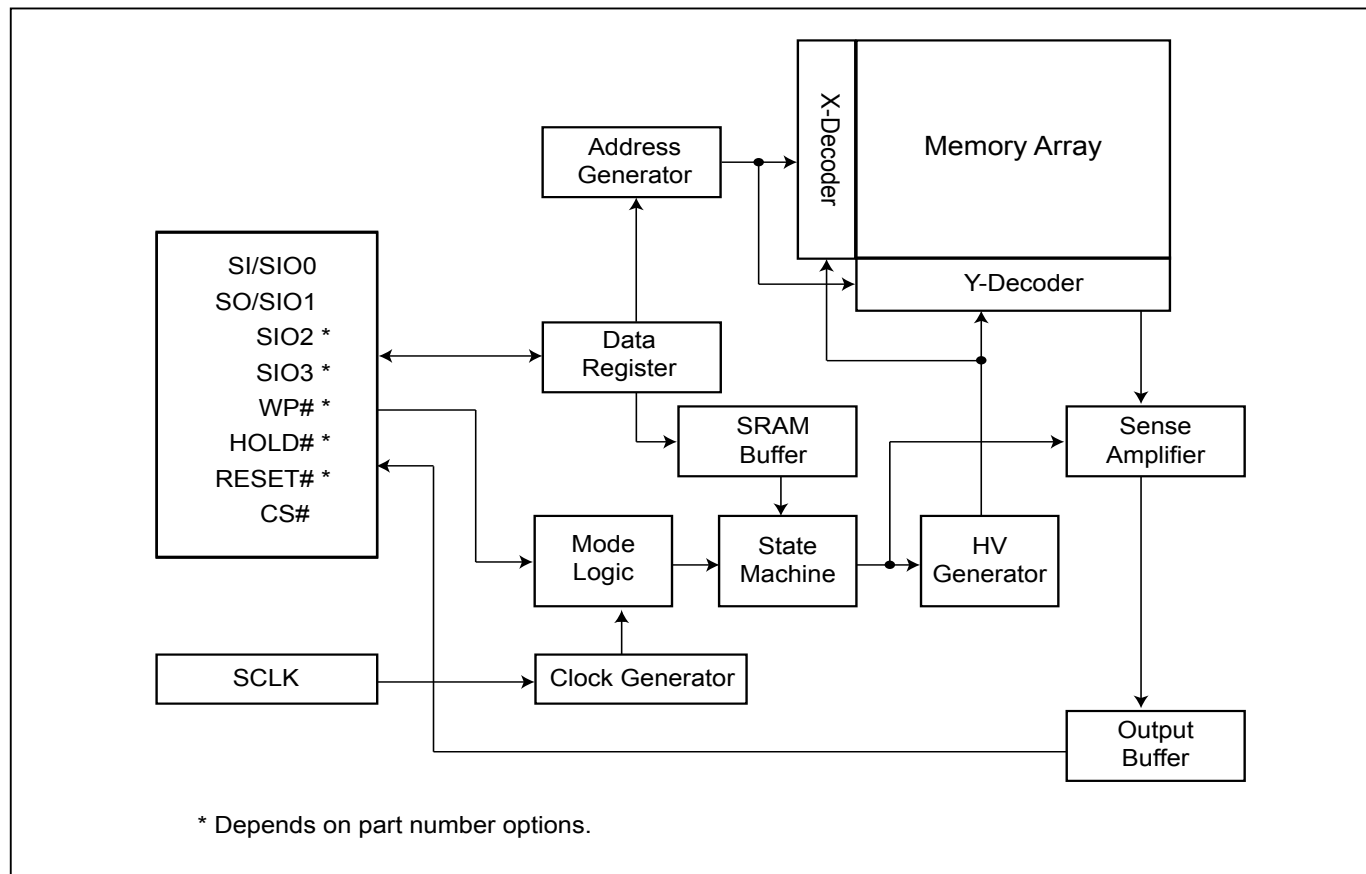 X-Decoder
Memory Array
Address
Generator
Y-Decoder
SI/SIO0
SO/SIO1
SIO2 *
SIO3 *
WP# *
HOLD# *
RESET# *
CS#
Data
Register
SRAM
Buffer
Sense
Amplifier
Mode
Logic
State
Machine
HV
Generator
SCLK
Clock Generator
Output
Buffer
* Depends on part number options.